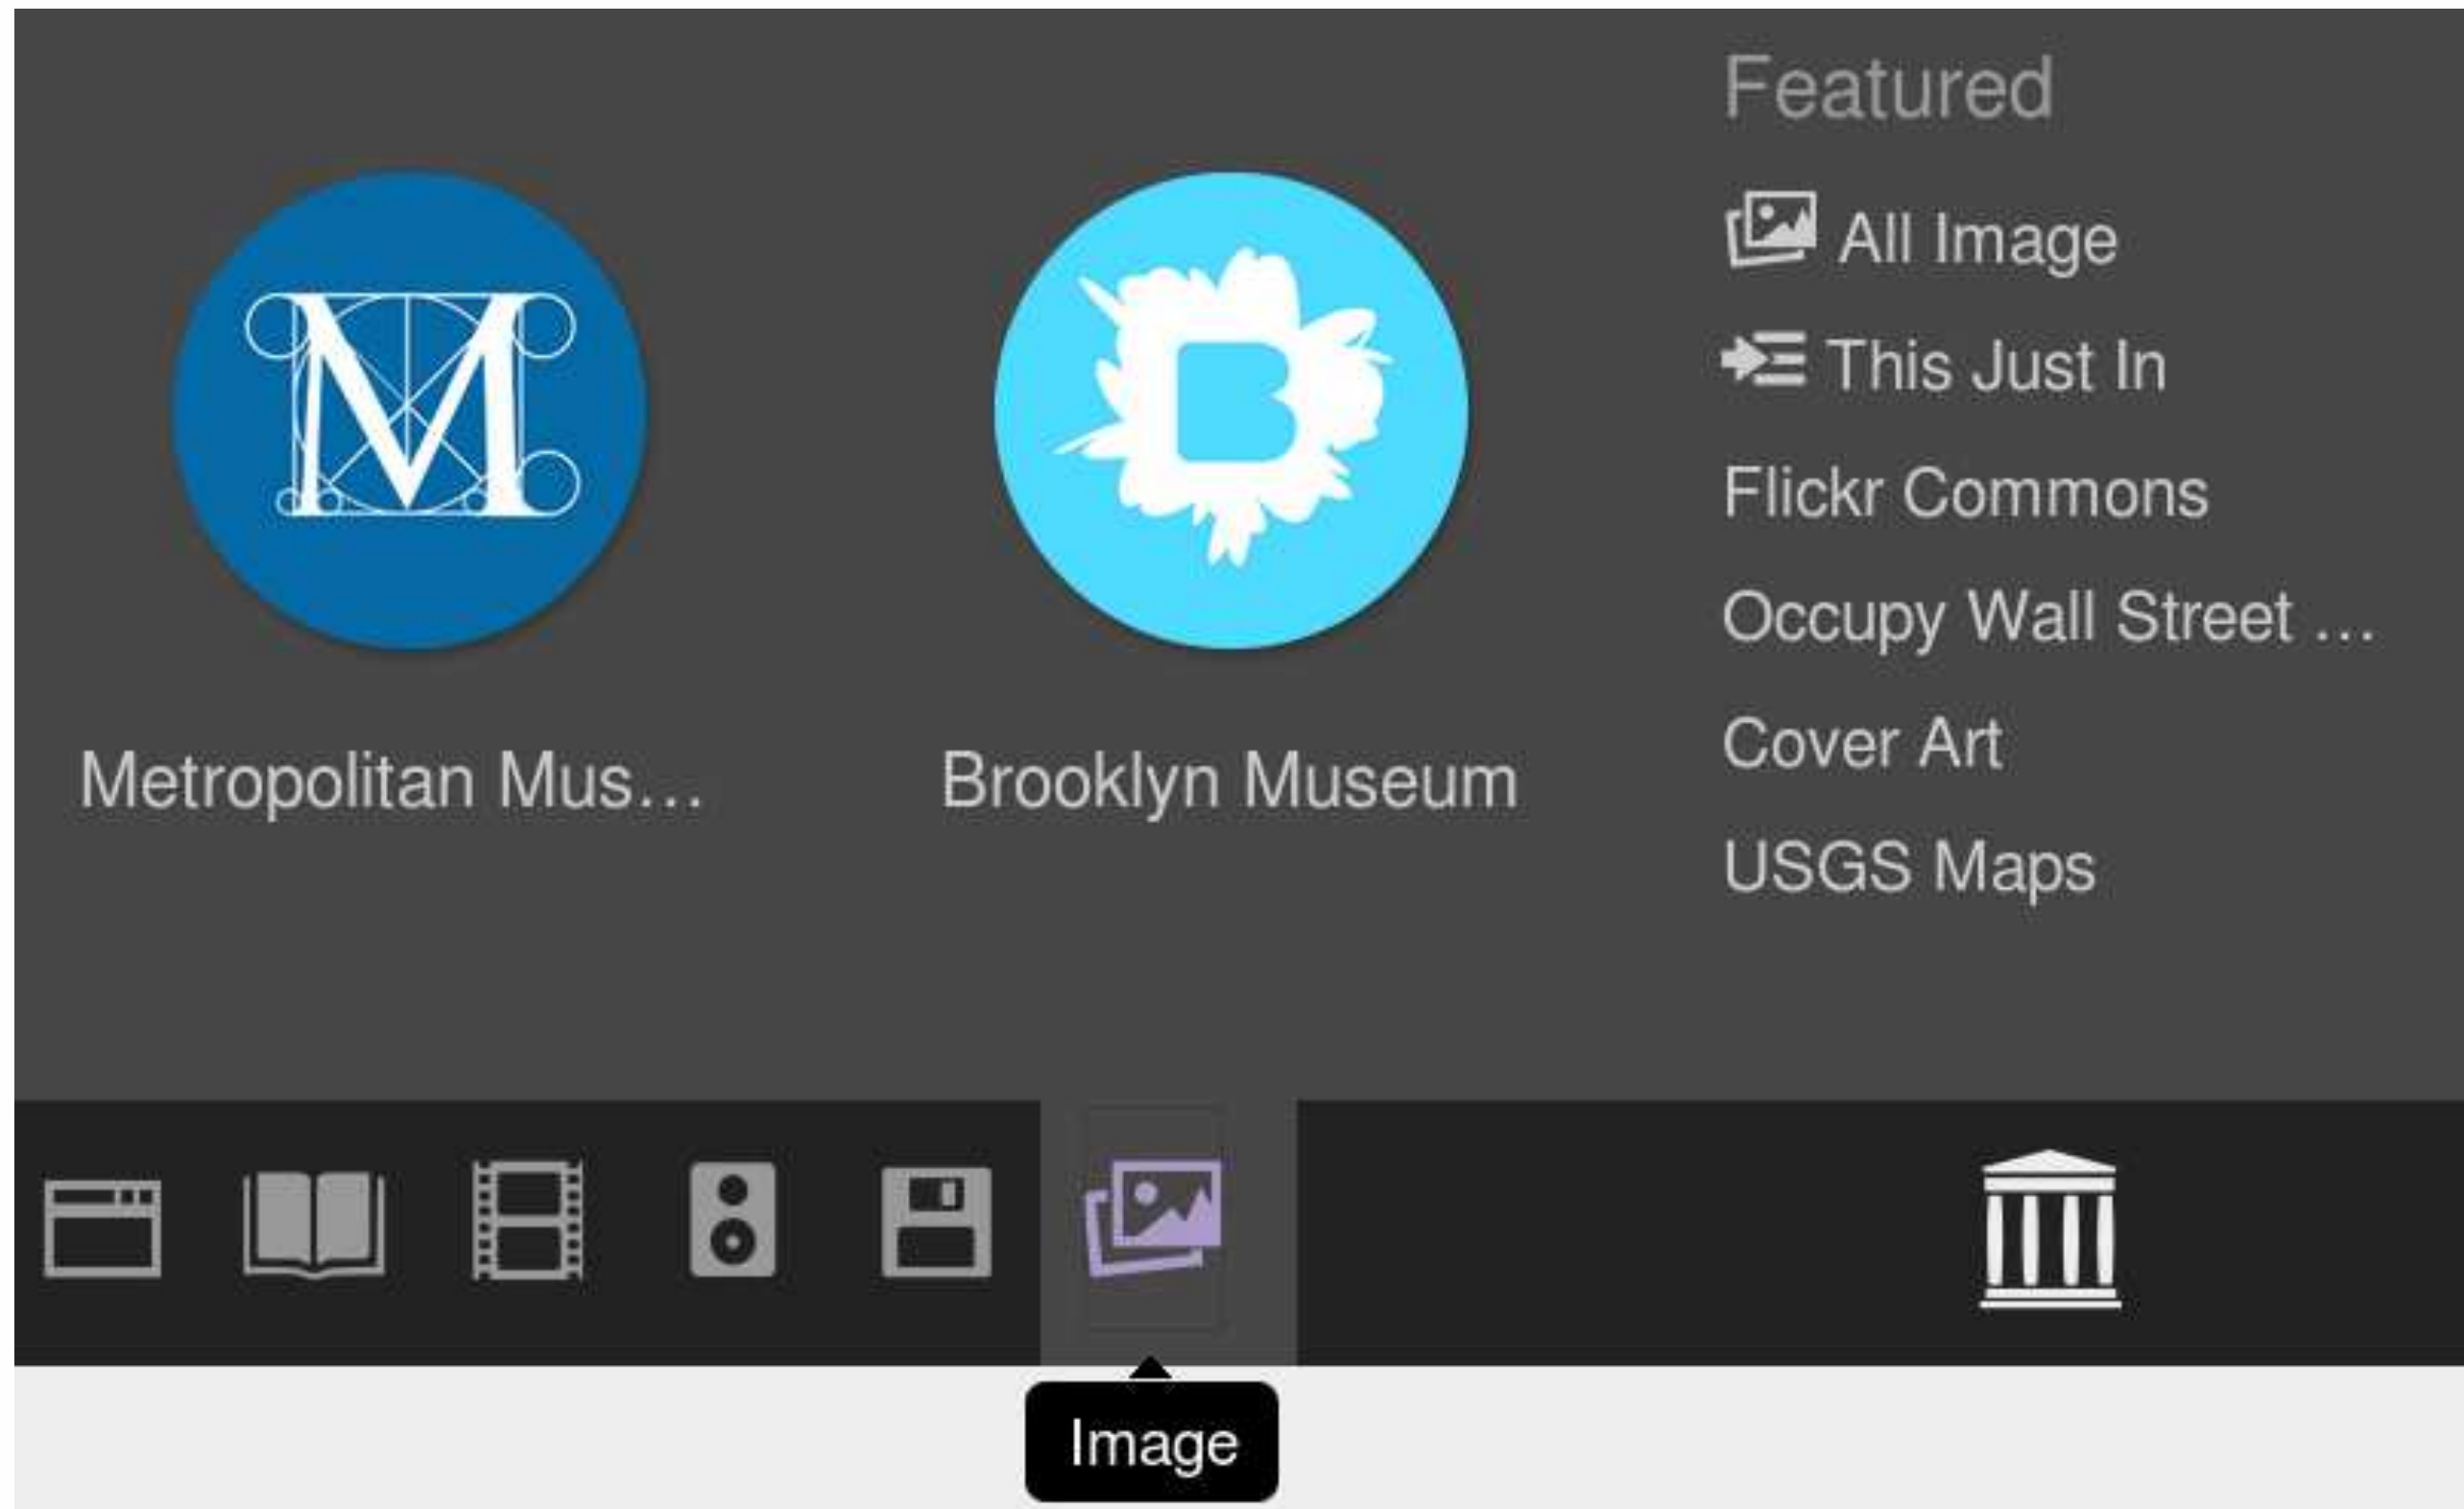 Featured
All Image
This Just In
Flickr Commons
Occupy Wall Street ...
Cover Art
USGS Maps
M
B
Metropolitan Mus...
Brooklyn Museum
Image